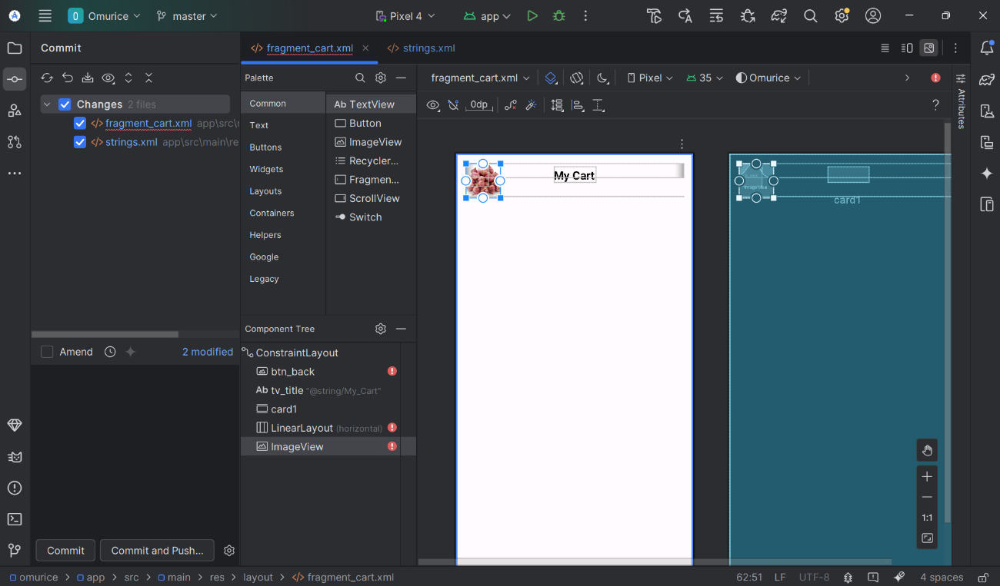 O Omurice master Pixel 4 app
Commit
fragment_cart.xml strings.xml
Palette
fragment_cart.xml Pixel 35 Omurice
Changes 2 files
fragment_cart.xml app\src\
strings.xml app\src\main\re
Common
Text
Buttons
Widgets
Layouts
Containers
Helpers
Google
Legacy
Ab TextView
Button
ImageView
Recycler...
Fragmen...
ScrollView
Switch
0dp
?
Attributes
My Cart
ImageView
card1
Amend 2 modified
Component Tree
ConstraintLayout
btn_back
Ab tv_title "@string/My_Cart"
card1
LinearLayout (horizontal)
ImageView
1:1
Commit Commit and Push...
omurice > app > src > main > res > layout > fragment_cart.xml 62:51 LF UTF-8 4 spaces